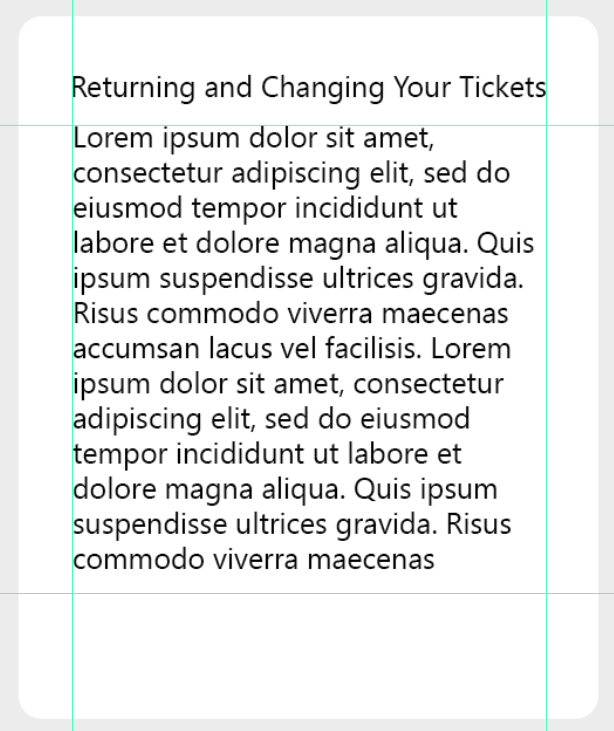 Returning and Changing Your Tickets
Lorem ipsum dolor sit amet,
consectetur adipiscing elit, sed do
eiusmod tempor incididunt ut
labore et dolore magna aliqua. Quis
ipsum suspendisse ultrices gravida.
Risus commodo viverra maecenas
accumsan lacus vel facilisis. Lorem
ipsum dolor sit amet, consectetur
adipiscing elit, sed do eiusmod
tempor incididunt ut labore et
dolore magna aliqua. Quis ipsum
suspendisse ultrices gravida. Risus
commodo viverra maecenas